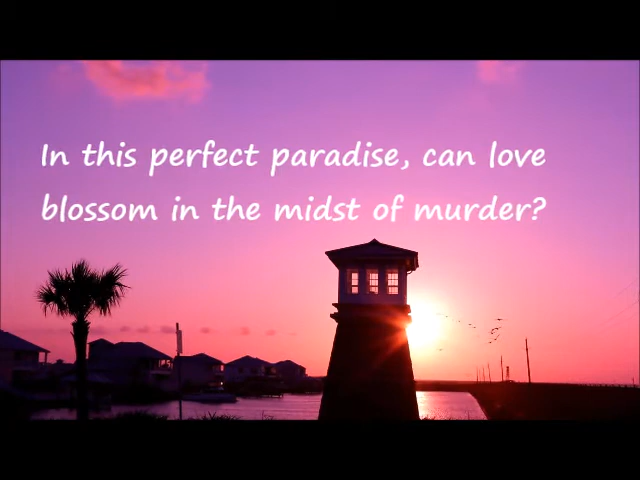 In this perfect paradise, can love
blossom in the midst of murder?